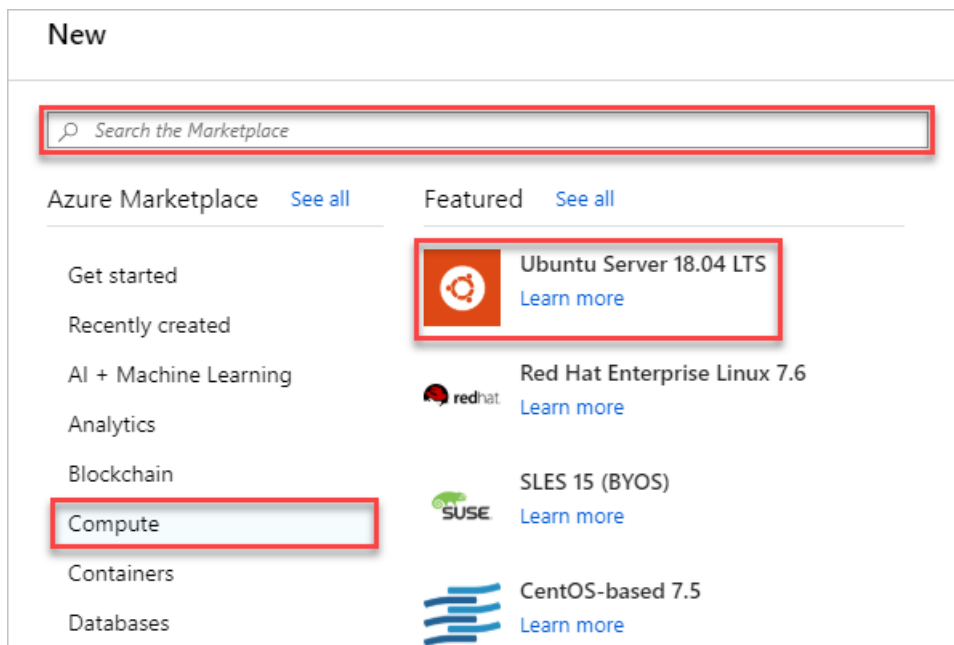 New
Search the Marketplace
Azure Marketplace See all
Get started
Recently created
AI + Machine Learning
Analytics
Blockchain
Compute
Containers
Databases
Featured See all
Ubuntu Server 18.04 LTS
Learn more
redhat
Red Hat Enterprise Linux 7.6
Learn more
SUSE
SLES 15 (BYOS)
Learn more
CentOS-based 7.5
Learn more